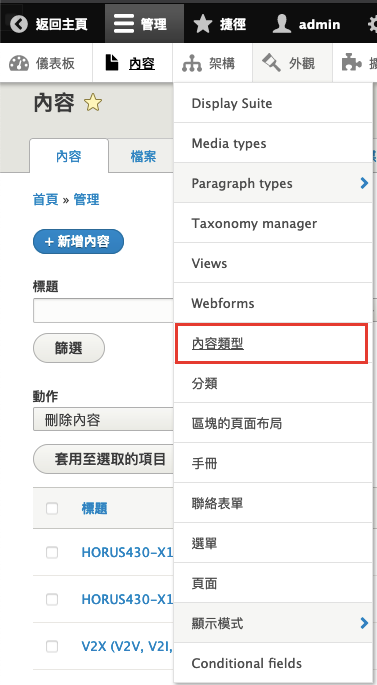 返回主頁 管理 捷徑 admin
儀表板 內容 架構 外觀
內容
Display Suite
Media types
內容 檔案
Paragraph types
首頁 » 管理
Taxonomy manager
+ 新增內容
Views
標題
Webforms
篩選
內容類型
分類
動作
刪除內容
區塊的頁面布局
套用至選取的項目
手冊
標題
聯絡表單
選單
HORUS430-X1
頁面
HORUS430-X1
顯示模式
V2X (V2V, V2I,
Conditional fields